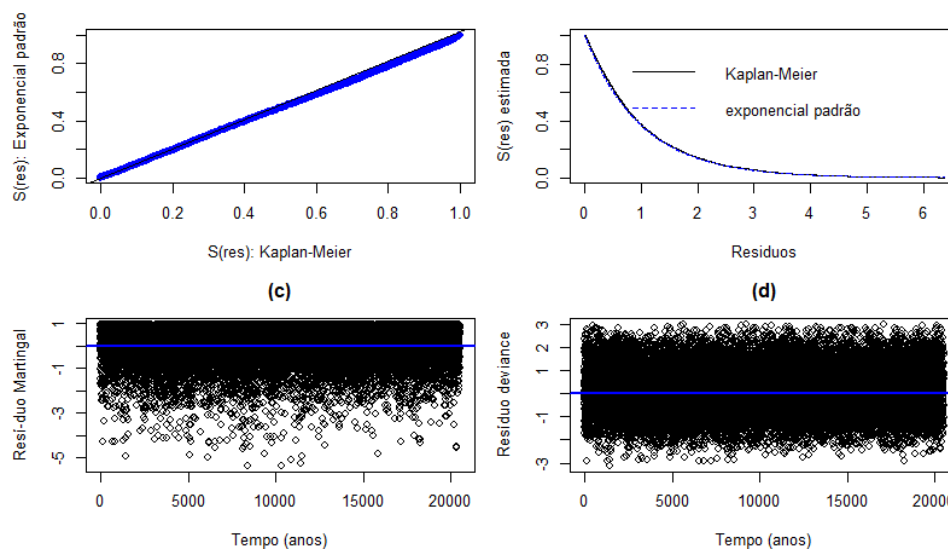 S(res): Exponencial padrão
0.0 0.4 0.8
0.0 0.2 0.4 0.6 0.8 1.0
S(res): Kaplan-Meier
S(res) estimada
0.0 0.4 0.8
Kaplan-Meier
exponencial padrão
0 1 2 3 4 5 6
Residuos
(c)
Resí-duo Martingal
-5 -3 -1 1
0 5000 10000 15000 20000
Tempo (anos)
(d)
Resíduo deviance
-3 -1 1 2 3
0 5000 10000 15000 20000
Tempo (anos)